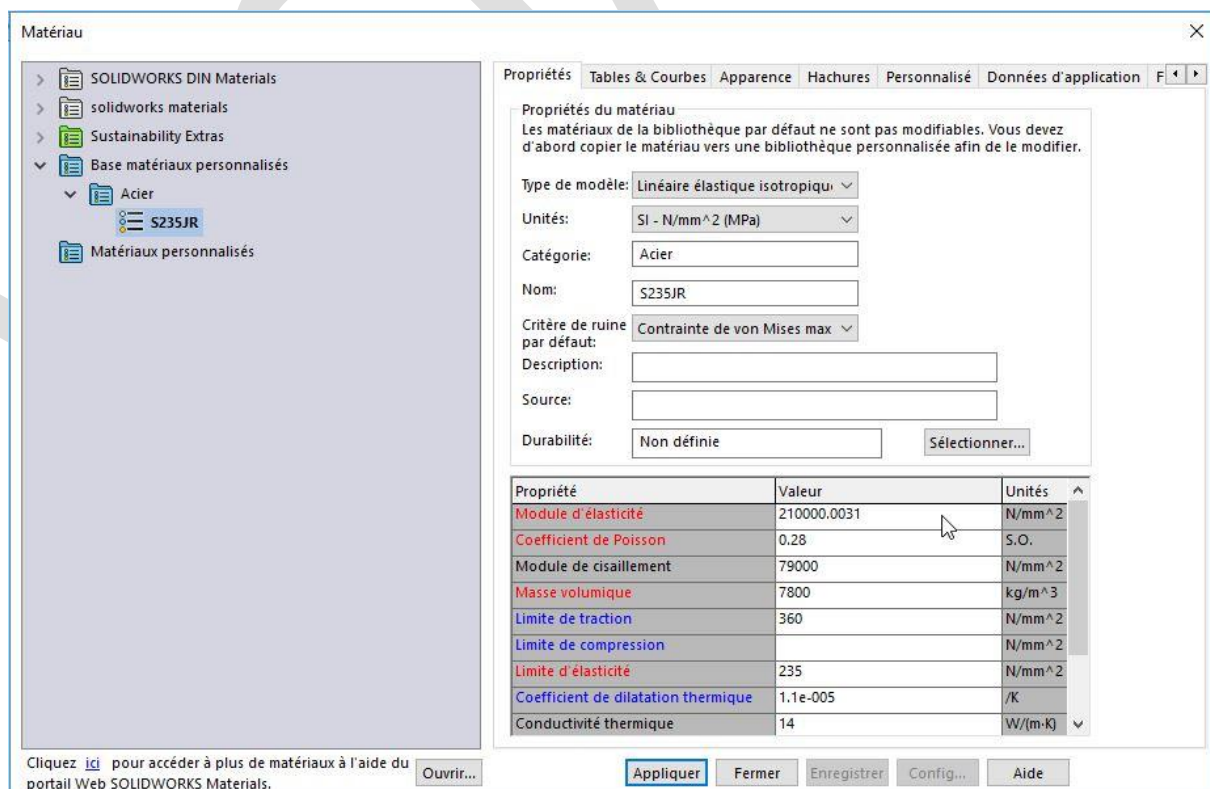 Matériau
SOLIDWORKS DIN Materials
solidworks materials
Sustainability Extras
Base matériaux personnalisés
Acier
S235JR
Matériaux personnalisés
Cliquez ici pour accéder à plus de matériaux à l'aide du
portail Web SOLIDWORKS Materials.
Ouvrir...
Propriétés Tables & Courbes Apparence Hachures Personnalisé Données d'application F
Propriétés du matériau
Les matériaux de la bibliothèque par défaut ne sont pas modifiables. Vous devez
d'abord copier le matériau vers une bibliothèque personnalisée afin de le modifier.
Type de modèle: Linéaire élastique isotropiqu
Unités: SI - N/mm^2 (MPa)
Catégorie: Acier
Nom: S235JR
Critère de ruine
par défaut: Contrainte de von Mises max
Description:
Source:
Durabilité: Non définie Sélectionner...
Propriété Valeur Unités
Module d'élasticité 210000.0031 N/mm^2
Coefficient de Poisson 0.28 S.O.
Module de cisaillement 79000 N/mm^2
Masse volumique 7800 kg/m^3
Limite de traction 360 N/mm^2
Limite de compression N/mm^2
Limite d'élasticité 235 N/mm^2
Coefficient de dilatation thermique 1.1e-005 /K
Conductivité thermique 14 W/(m·K)
Appliquer Fermer Enregistrer Config... Aide